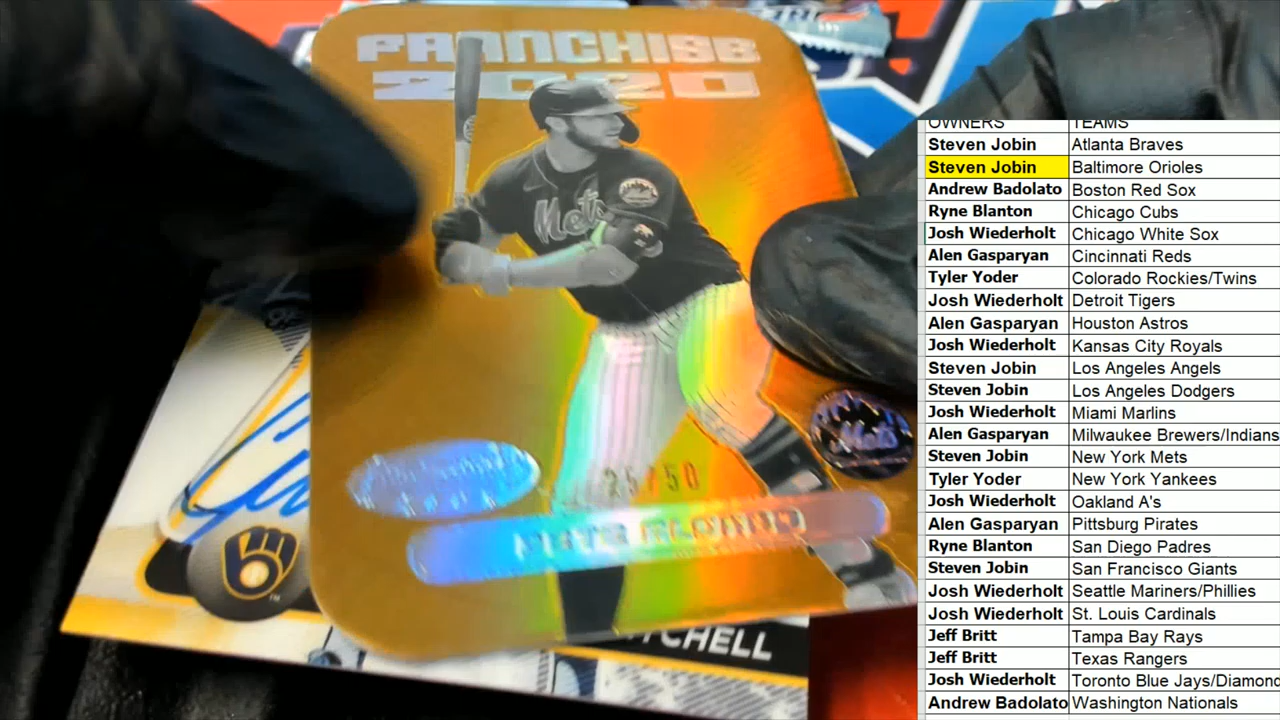 FRANCHISE
2020
Mets
Mets
25/50
PETE ALONSO
TCHELL
OWNERS TEAMS
Steven Jobin Atlanta Braves
Steven Jobin Baltimore Orioles
Andrew Badolato Boston Red Sox
Ryne Blanton Chicago Cubs
Josh Wiederholt Chicago White Sox
Alen Gasparyan Cincinnati Reds
Tyler Yoder Colorado Rockies/Twins
Josh Wiederholt Detroit Tigers
Alen Gasparyan Houston Astros
Josh Wiederholt Kansas City Royals
Steven Jobin Los Angeles Angels
Steven Jobin Los Angeles Dodgers
Josh Wiederholt Miami Marlins
Alen Gasparyan Milwaukee Brewers/Indians
Steven Jobin New York Mets
Tyler Yoder New York Yankees
Josh Wiederholt Oakland A's
Alen Gasparyan Pittsburg Pirates
Ryne Blanton San Diego Padres
Steven Jobin San Francisco Giants
Josh Wiederholt Seattle Mariners/Phillies
Josh Wiederholt St. Louis Cardinals
Jeff Britt Tampa Bay Rays
Jeff Britt Texas Rangers
Josh Wiederholt Toronto Blue Jays/Diamond
Andrew Badolato Washington Nationals